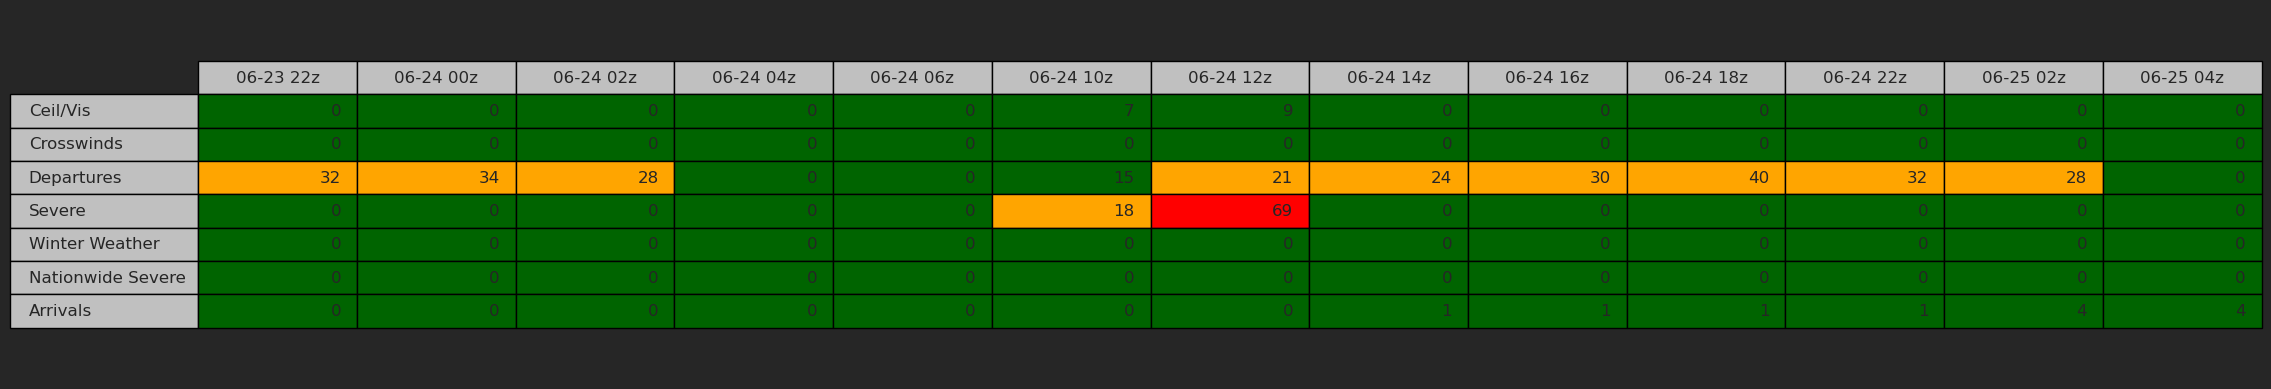 06-23 22z 06-24 00z 06-24 02z 06-24 04z 06-24 06z 06-24 10z 06-24 12z 06-24 14z 06-24 16z 06-24 18z 06-24 22z 06-25 02z 06-25 04z
Ceil/Vis 0 0 0 0 0 7 9 0 0 0 0 0 0
Crosswinds 0 0 0 0 0 0 0 0 0 0 0 0 0
Departures 32 34 28 0 0 15 21 24 30 40 32 28 0
Severe 0 0 0 0 0 18 69 0 0 0 0 0 0
Winter Weather 0 0 0 0 0 0 0 0 0 0 0 0 0
Nationwide Severe 0 0 0 0 0 0 0 0 0 0 0 0 0
Arrivals 0 0 0 0 0 0 0 1 1 1 1 4 4